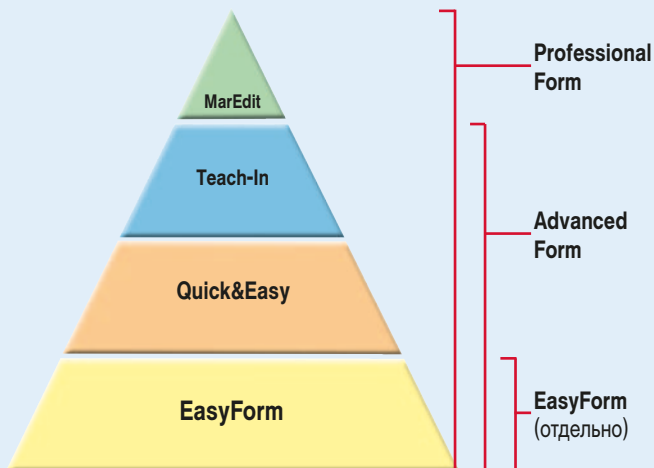 MarEdit
Teach-In
Quick&Easy
EasyForm
Professional
Form
Advanced
Form
EasyForm
(отдельно)